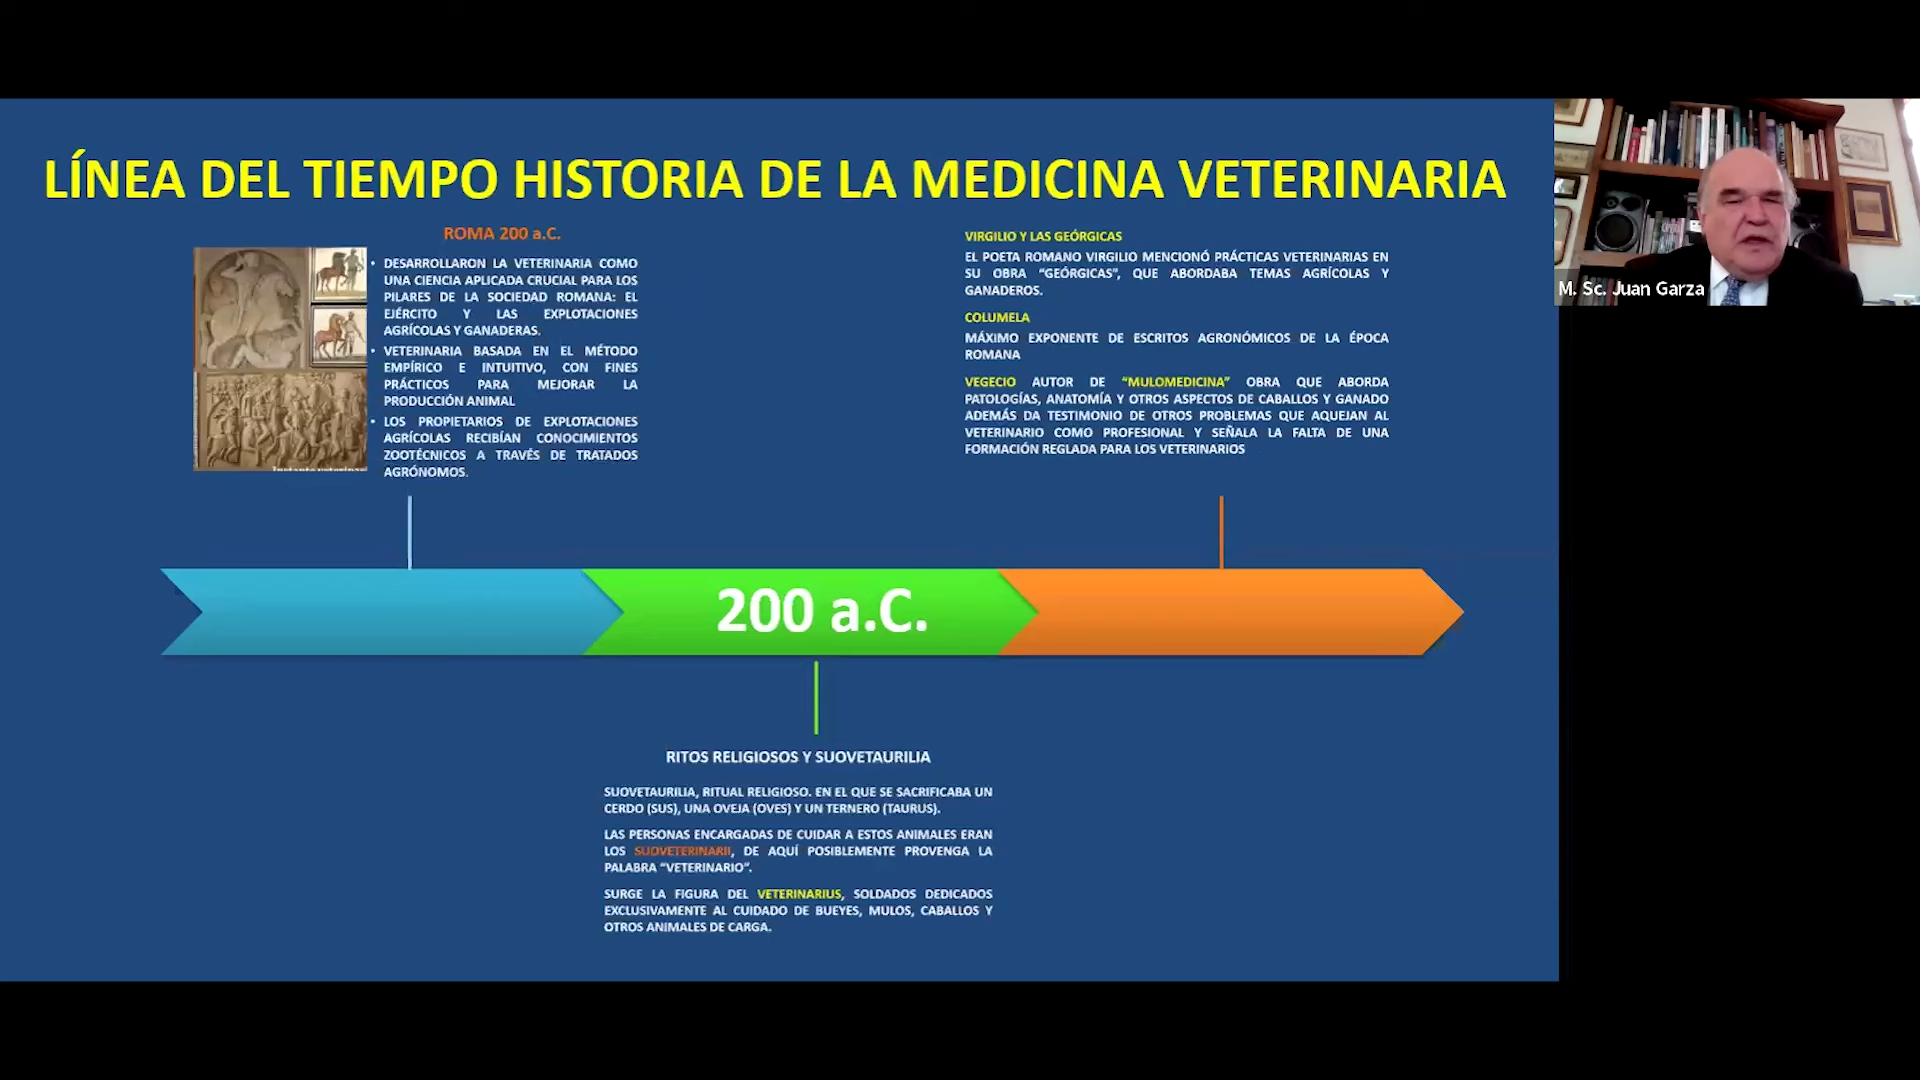 LÍNEA DEL TIEMPO HISTORIA DE LA MEDICINA VETERINARIA
ROMA 200 a.C.
• DESARROLLARON LA VETERINARIA COMO
UNA CIENCIA APLICADA CRUCIAL PARA LOS
PILARES DE LA SOCIEDAD ROMANA: EL
EJÉRCITO Y LAS EXPLOTACIONES
AGRÍCOLAS Y GANADERAS.
• VETERINARIA BASADA EN EL MÉTODO
EMPÍRICO E INTUITIVO, CON FINES
PRÁCTICOS PARA MEJORAR LA
PRODUCCIÓN ANIMAL
• LOS PROPIETARIOS DE EXPLOTACIONES
AGRÍCOLAS RECIBÍAN CONOCIMIENTOS
ZOOTÉCNICOS A TRAVÉS DE TRATADOS
AGRÓNOMOS.
VIRGILIO Y LAS GEÓRGICAS
EL POETA ROMANO VIRGILIO MENCIONÓ PRÁCTICAS VETERINARIAS EN
SU OBRA “GEÓRGICAS”, QUE ABORDABA TEMAS AGRÍCOLAS Y
GANADEROS.
COLUMELA
MÁXIMO EXPONENTE DE ESCRITOS AGRONÓMICOS DE LA ÉPOCA
ROMANA
VEGECIO AUTOR DE “MULOMEDICINA” OBRA QUE ABORDA
PATOLOGÍAS, ANATOMÍA Y OTROS ASPECTOS DE CABALLOS Y GANADO
ADEMÁS DA TESTIMONIO DE OTROS PROBLEMAS QUE AQUEJAN AL
VETERINARIO COMO PROFESIONAL Y SEÑALA LA FALTA DE UNA
FORMACIÓN REGLADA PARA LOS VETERINARIOS
M. Sc. Juan Garza
200 a.C.
RITOS RELIGIOSOS Y SUOVETAURILIA
SUOVETAURILIA, RITUAL RELIGIOSO. EN EL QUE SE SACRIFICABA UN
CERDO (SUS), UNA OVEJA (OVES) Y UN TERNERO (TAURUS).
LAS PERSONAS ENCARGADAS DE CUIDAR A ESTOS ANIMALES ERAN
LOS SUOVETERINARII, DE AQUÍ POSIBLEMENTE PROVENGA LA
PALABRA “VETERINARIO”.
SURGE LA FIGURA DEL VETERINARIUS, SOLDADOS DEDICADOS
EXCLUSIVAMENTE AL CUIDADO DE BUEYES, MULOS, CABALLOS Y
OTROS ANIMALES DE CARGA.